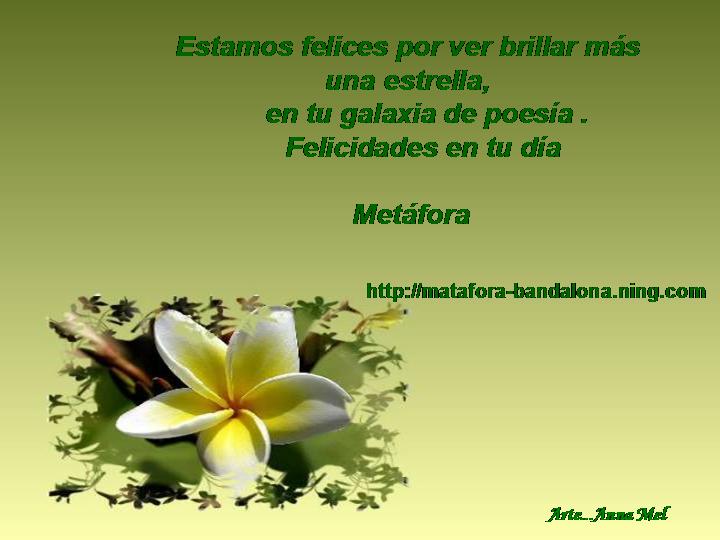 Estamos felices por ver brillar más
una estrella,
en tu galaxia de poesía .
Felicidades en tu día
Metáfora
http://matafora-bandalona.ning.com
Arte...Anna Mel